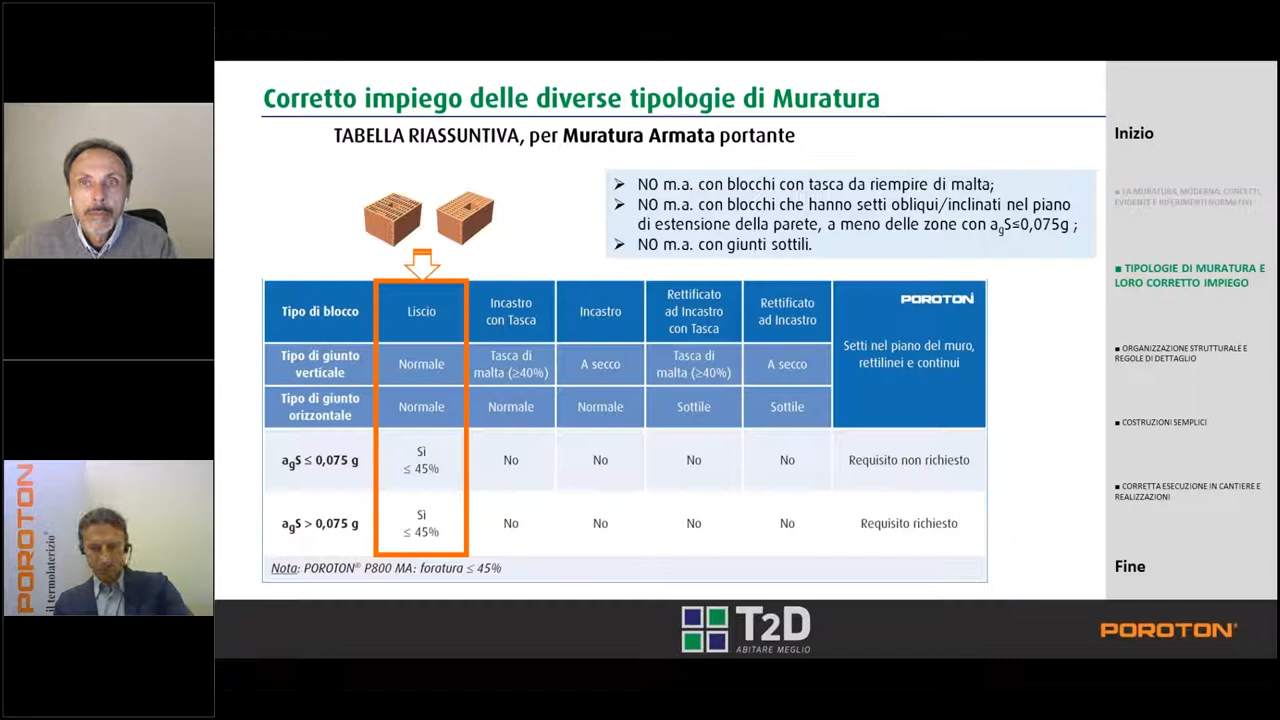 Corretto impiego delle diverse tipologie di Muratura
TABELLA RIASSUNTIVA, per Muratura Armata portante
➢ NO m.a. con blocchi con tasca da riempire di malta;
➢ NO m.a. con blocchi che hanno setti obliqui/inclinati nel piano
di estensione della parete, a meno delle zone con agS≤0,075g ;
➢ NO m.a. con giunti sottili.
Tipo di blocco
Liscio
Incastro
con Tasca
Incastro
Rettificato
ad Incastro
con Tasca
Rettificato
ad Incastro
POROTON
Setti nel piano del muro,
rettilinei e continui
Tipo di giunto
verticale
Normale
Tasca di
malta (≥40%)
A secco
Tasca di
malta (≥40%)
A secco
Tipo di giunto
orizzontale
Normale
Normale
Normale
Sottile
Sottile
agS ≤ 0,075 g
Sì
≤ 45%
No
No
No
No
Requisito non richiesto
agS > 0,075 g
Sì
≤ 45%
No
No
No
No
Requisito richiesto
Nota: POROTON® P800 MA: foratura ≤ 45%
Inizio
■ LA MURATURA MODERNA: CONCETTI,
EVIDENTE E RIFERIMENTI NORMATIVI
■ TIPOLOGIE DI MURATURA E
LORO CORRETTO IMPIEGO
■ ORGANIZZAZIONE STRUTTURALE E
REGOLE DI DETTAGLIO
■ COSTRUZIONI SEMPLICI
■ CORRETTA ESECUZIONE IN CANTIERE E
REALIZZAZIONI
Fine
POROTON
il termolaterizio®
T2D
ABITARE MEGLIO
POROTON®